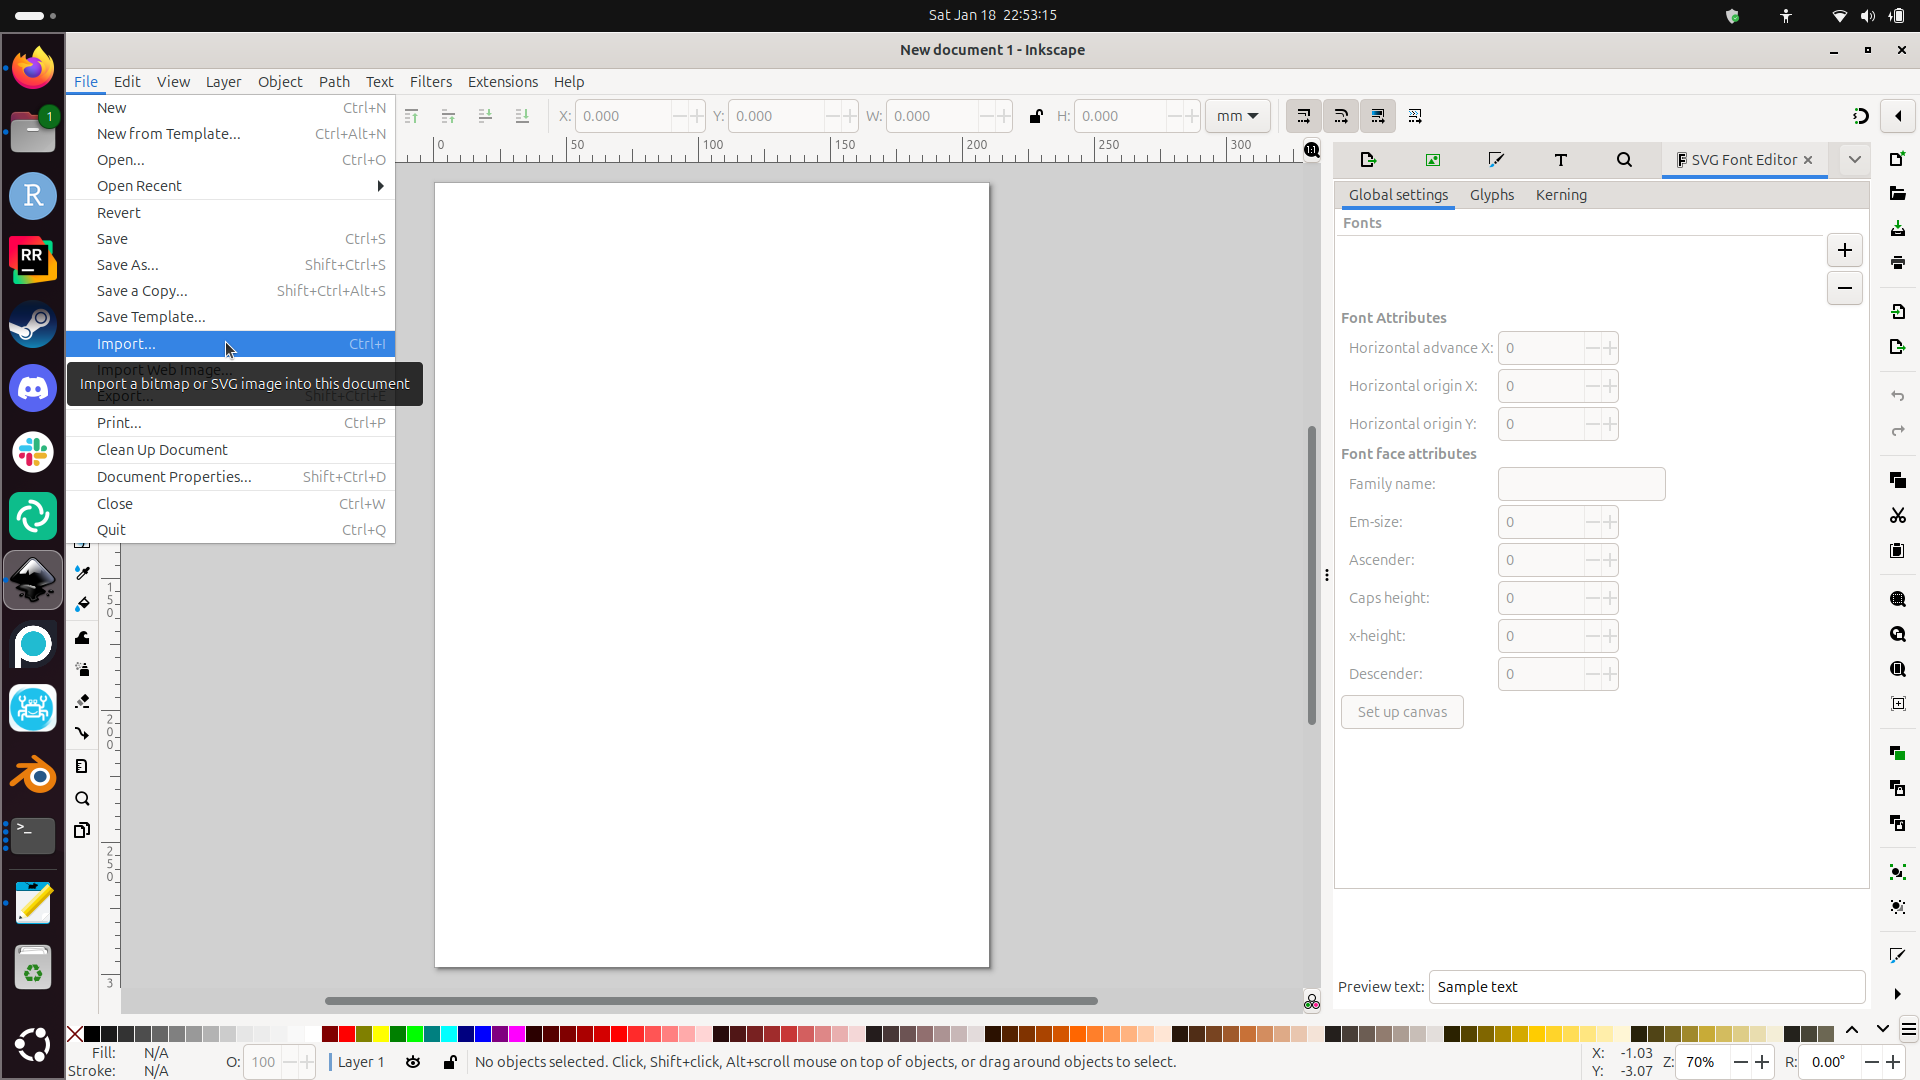 Sat Jan 18 22:53:15
New document 1 - Inkscape
File Edit View Layer Object Path Text Filters Extensions Help
New Ctrl+N
New from Template... Ctrl+Alt+N
Open... Ctrl+O
Open Recent
Revert
Save Ctrl+S
Save As... Shift+Ctrl+S
Save a Copy... Shift+Ctrl+Alt+S
Save Template...
Import... Ctrl+I
Import Web Image...
Import a bitmap or SVG image into this document
Export... Shift+Ctrl+E
Print... Ctrl+P
Clean Up Document
Document Properties... Shift+Ctrl+D
Close Ctrl+W
Quit Ctrl+Q
X: 0.000 Y: 0.000 W: 0.000 H: 0.000 mm
0 50 100 150 200 250 300
1:1
150
200
250
3
1
R
RR
SVG Font Editor
Global settings Glyphs Kerning
Fonts
Font Attributes
Horizontal advance X: 0
Horizontal origin X: 0
Horizontal origin Y: 0
Font face attributes
Family name:
Em-size: 0
Ascender: 0
Caps height: 0
x-height: 0
Descender: 0
Set up canvas
Preview text: Sample text
Fill: N/A
Stroke: N/A
O: 100
Layer 1
No objects selected. Click, Shift+click, Alt+scroll mouse on top of objects, or drag around objects to select.
X: -1.03
Y: -3.07
Z: 70%
R: 0.00°